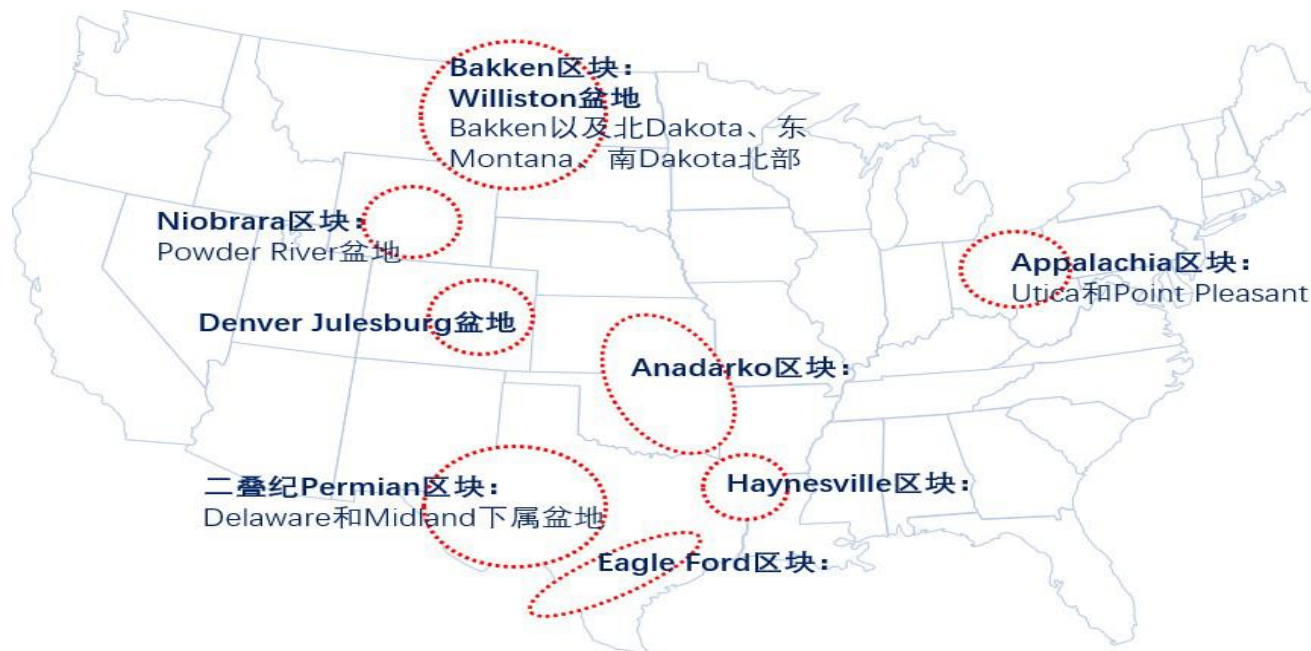 Bakken区块：
Williston盆地
Bakken以及北Dakota、东
Montana、南Dakota北部
Niobrara区块：
Powder River盆地
Appalachia区块：
Utica和Point Pleasant
Denver Julesburg盆地
Anadarko区块：
二叠纪Permian区块：
Delaware和Midland下属盆地
Haynesville区块：
Eagle Ford区块：